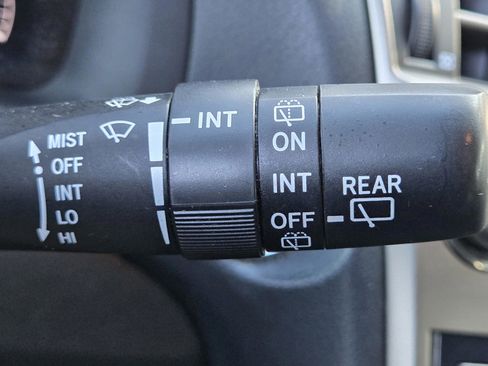 MIST
OFF
INT
LO
HI
INT
ON
INT
OFF
REAR